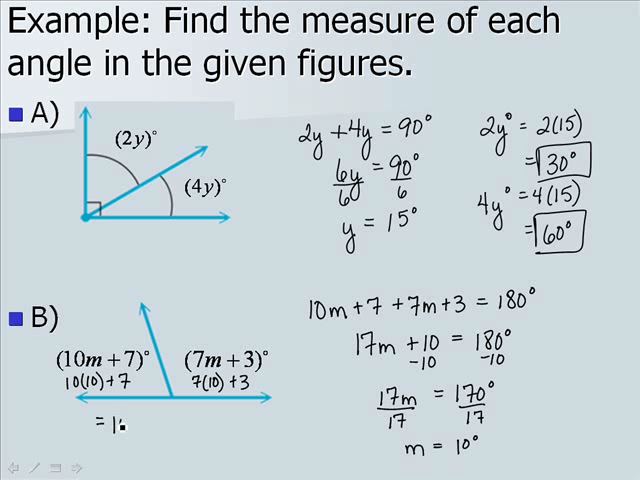 Example: Find the measure of each
angle in the given figures.
A)
(2y)°
(4y)°
2y + 4y = 90°
6y = 90°
6 6
y = 15°
2y° = 2(15)
= 30°
4y° = 4(15)
= 60°
B)
(10m + 7)° (7m + 3)°
10(10) + 7 7(10) + 3
= 1
10m + 7 + 7m + 3 = 180°
17m + 10 = 180°
-10 -10
17m = 170°
17 17
m = 10°